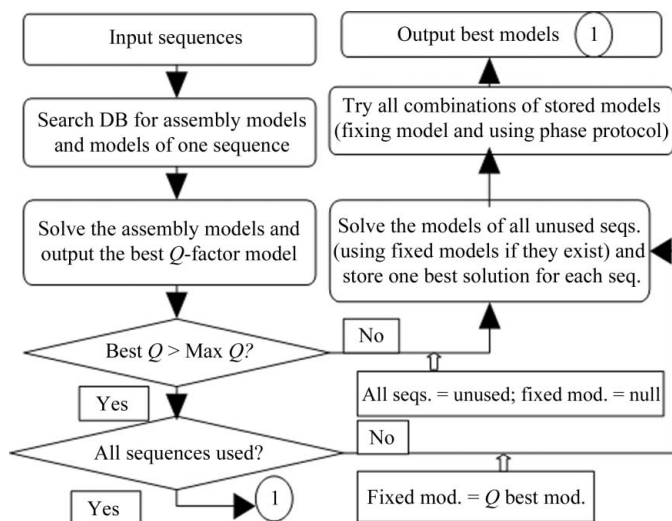 Input sequences
Search DB for assembly models
and models of one sequence
Solve the assembly models and
output the best Q-factor model
Best Q > Max Q?
Yes
All sequences used?
Yes
1
No
All seqs. = unused; fixed mod. = null
No
Fixed mod. = Q best mod.
Solve the models of all unused seqs.
(using fixed models if they exist) and
store one best solution for each seq.
Try all combinations of stored models
(fixing model and using phase protocol)
Output best models 1